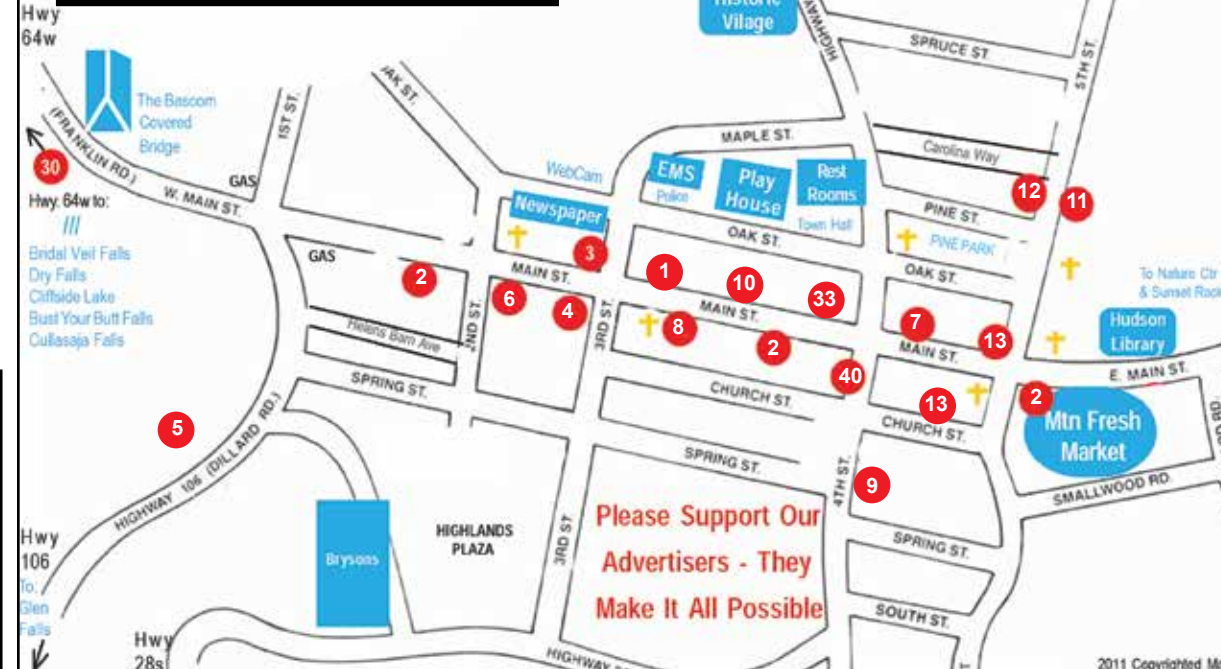 Hwy
64w
Historic
Vilage
HIGHWAY
SPRUCE ST.
5TH ST.
The Bascom
Covered
Bridge
1ST ST.
OAK ST.
MAPLE ST.
Carolina Way
(FRANKLIN RD.)
30
GAS
W. MAIN ST.
WebCam
EMS
Police
Play
House
Rest
Rooms
Town Hall
12
11
PINE ST.
Newspaper
3
OAK ST.
PINE PARK
Hwy. 64w to:
///
Bridal Veil Falls
Dry Falls
Cliffside Lake
Bust Your Butt Falls
Cullasaja Falls
GAS
2
MAIN ST.
6
4
1
10
33
OAK ST.
To Nature Ctr
& Sunset Rock
Hudson
Library
2ND ST.
3RD ST.
MAIN ST.
8
2
7
13
MAIN ST.
Helens Barn Ave
SPRING ST.
CHURCH ST.
40
13
CHURCH ST.
E. MAIN ST.
2
Mtn Fresh
Market
5
HIGHWAY 106 (DILLARD RD.)
SPRING ST.
4TH ST.
9
SMALLWOOD RD.
Hwy
106
To:
Glen
Falls
Brysons
HIGHLANDS
PLAZA
3RD ST
Please Support Our
Advertisers - They
Make It All Possible
SPRING ST.
SOUTH ST.
Hwy
28s
HIGHWAY
2011 Copyrighted